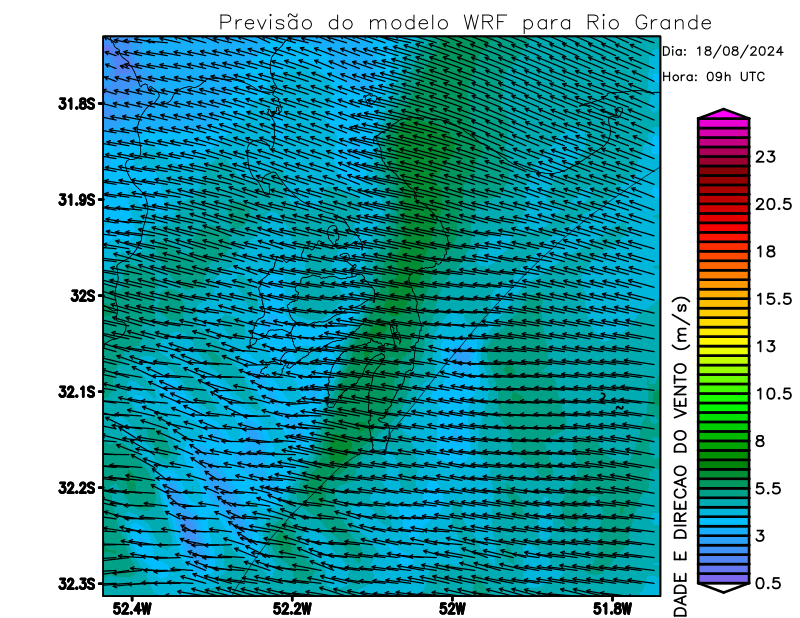 Previsão do modelo WRF para Rio Grande
Dia: 18/08/2024
Hora: 09h UTC
31.8S
31.9S
32S
32.1S
32.2S
32.3S
52.4W
52.2W
52W
51.8W
23
20.5
18
15.5
13
10.5
8
5.5
3
0.5
DADE E DIRECAO DO VENTO (m/s)